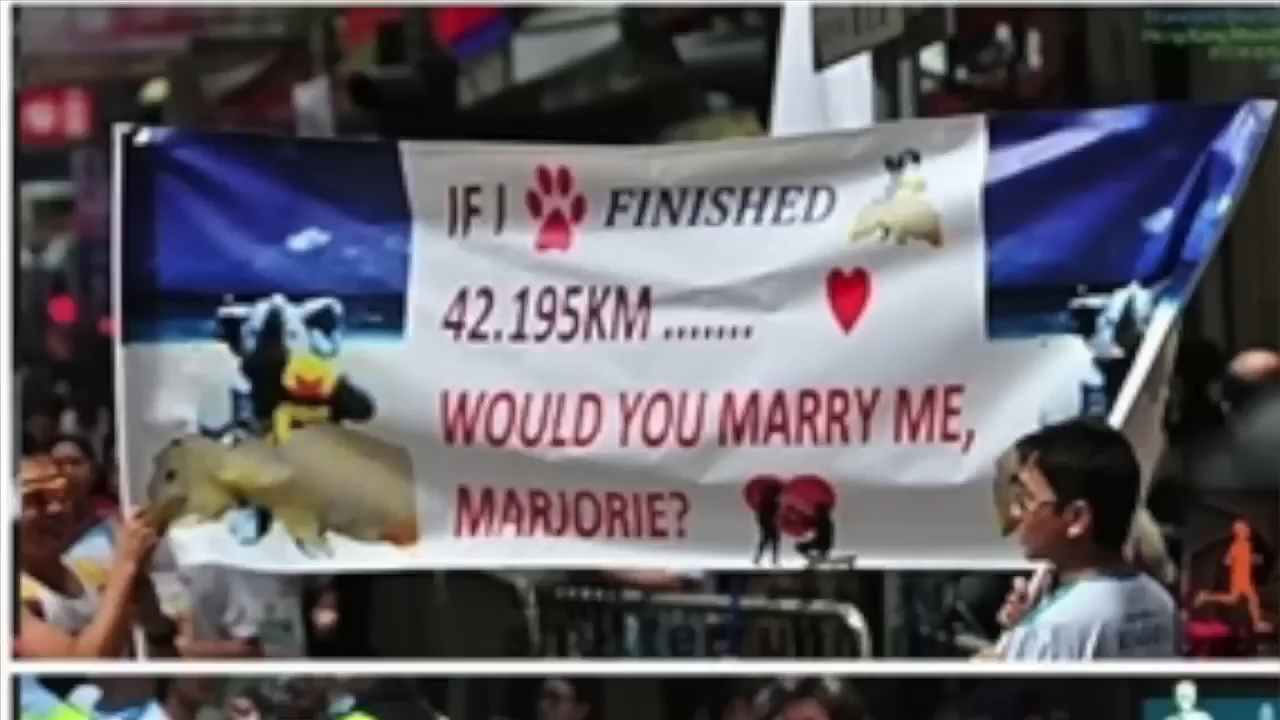 IF I FINISHED
42.195KM .......
WOULD YOU MARRY ME,
MARJORIE?